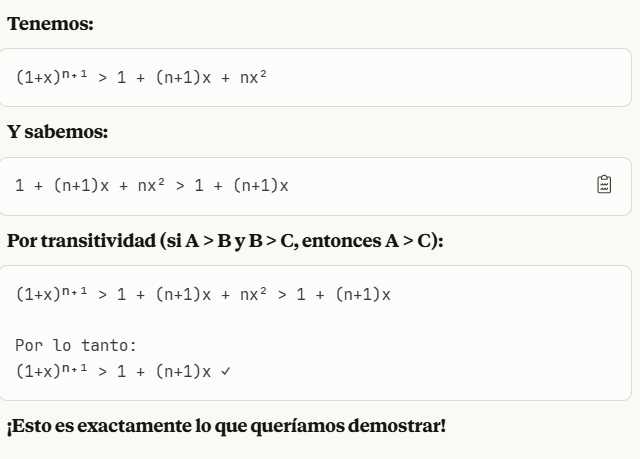 Tenemos:
(1+x)ⁿ⁺¹ > 1 + (n+1)x + nx²
Y sabemos:
1 + (n+1)x + nx² > 1 + (n+1)x
Por transitividad (si A > B y B > C, entonces A > C):
(1+x)ⁿ⁺¹ > 1 + (n+1)x + nx² > 1 + (n+1)x
Por lo tanto:
(1+x)ⁿ⁺¹ > 1 + (n+1)x ✓
¡Esto es exactamente lo que queríamos demostrar!